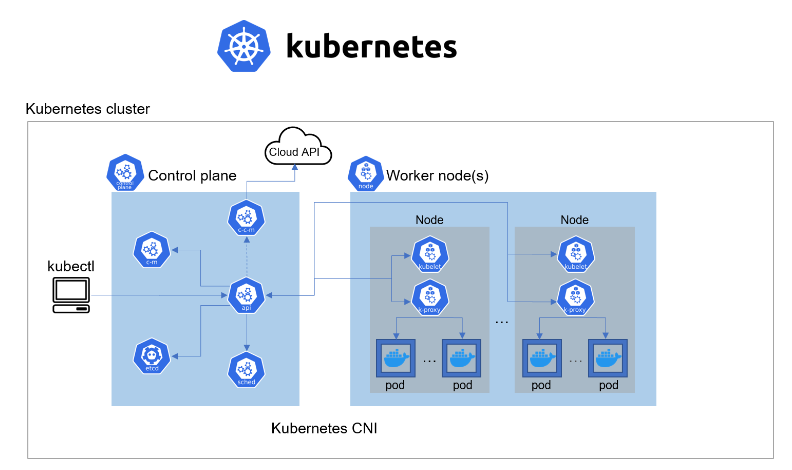 kubernetes
Kubernetes cluster
Cloud API
control plane
Control plane
node
Worker node(s)
c-c-m
Node
Node
c-m
kubelet
kubelet
kubectl
api
k-proxy
k-proxy
...
etcd
sched
...
...
pod
pod
pod
pod
Kubernetes CNI